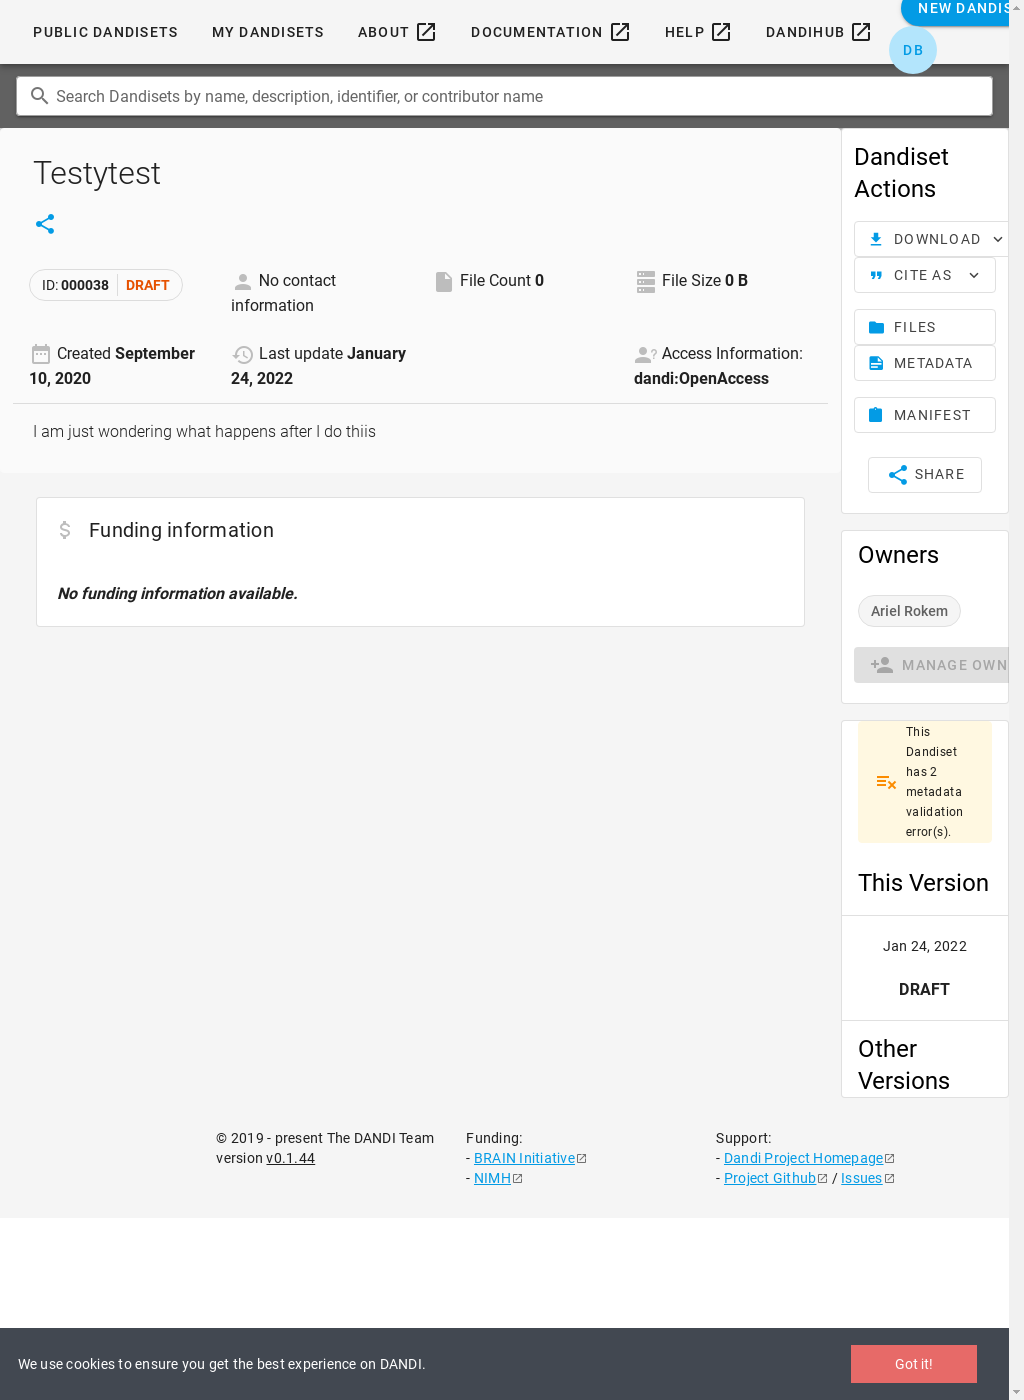 PUBLIC DANDISETS
MY DANDISETS
ABOUT
DOCUMENTATION
HELP
DANDIHUB
NEW DANDIS
DB
Search Dandisets by name, description, identifier, or contributor name
Testytest
ID: 000038 DRAFT
No contact
information
File Count 0
File Size 0 B
Created September
10, 2020
Last update January
24, 2022
Access Information:
dandi:OpenAccess
I am just wondering what happens after I do thiis
Funding information
No funding information available.
Dandiset
Actions
DOWNLOAD
CITE AS
FILES
METADATA
MANIFEST
SHARE
Owners
Ariel Rokem
MANAGE OWN
This
Dandiset
has 2
metadata
validation
error(s).
This Version
Jan 24, 2022
DRAFT
Other
Versions
© 2019 - present The DANDI Team
version v0.1.44
Funding:
- BRAIN Initiative
- NIMH
Support:
- Dandi Project Homepage
- Project Github / Issues
We use cookies to ensure you get the best experience on DANDI.
Got it!